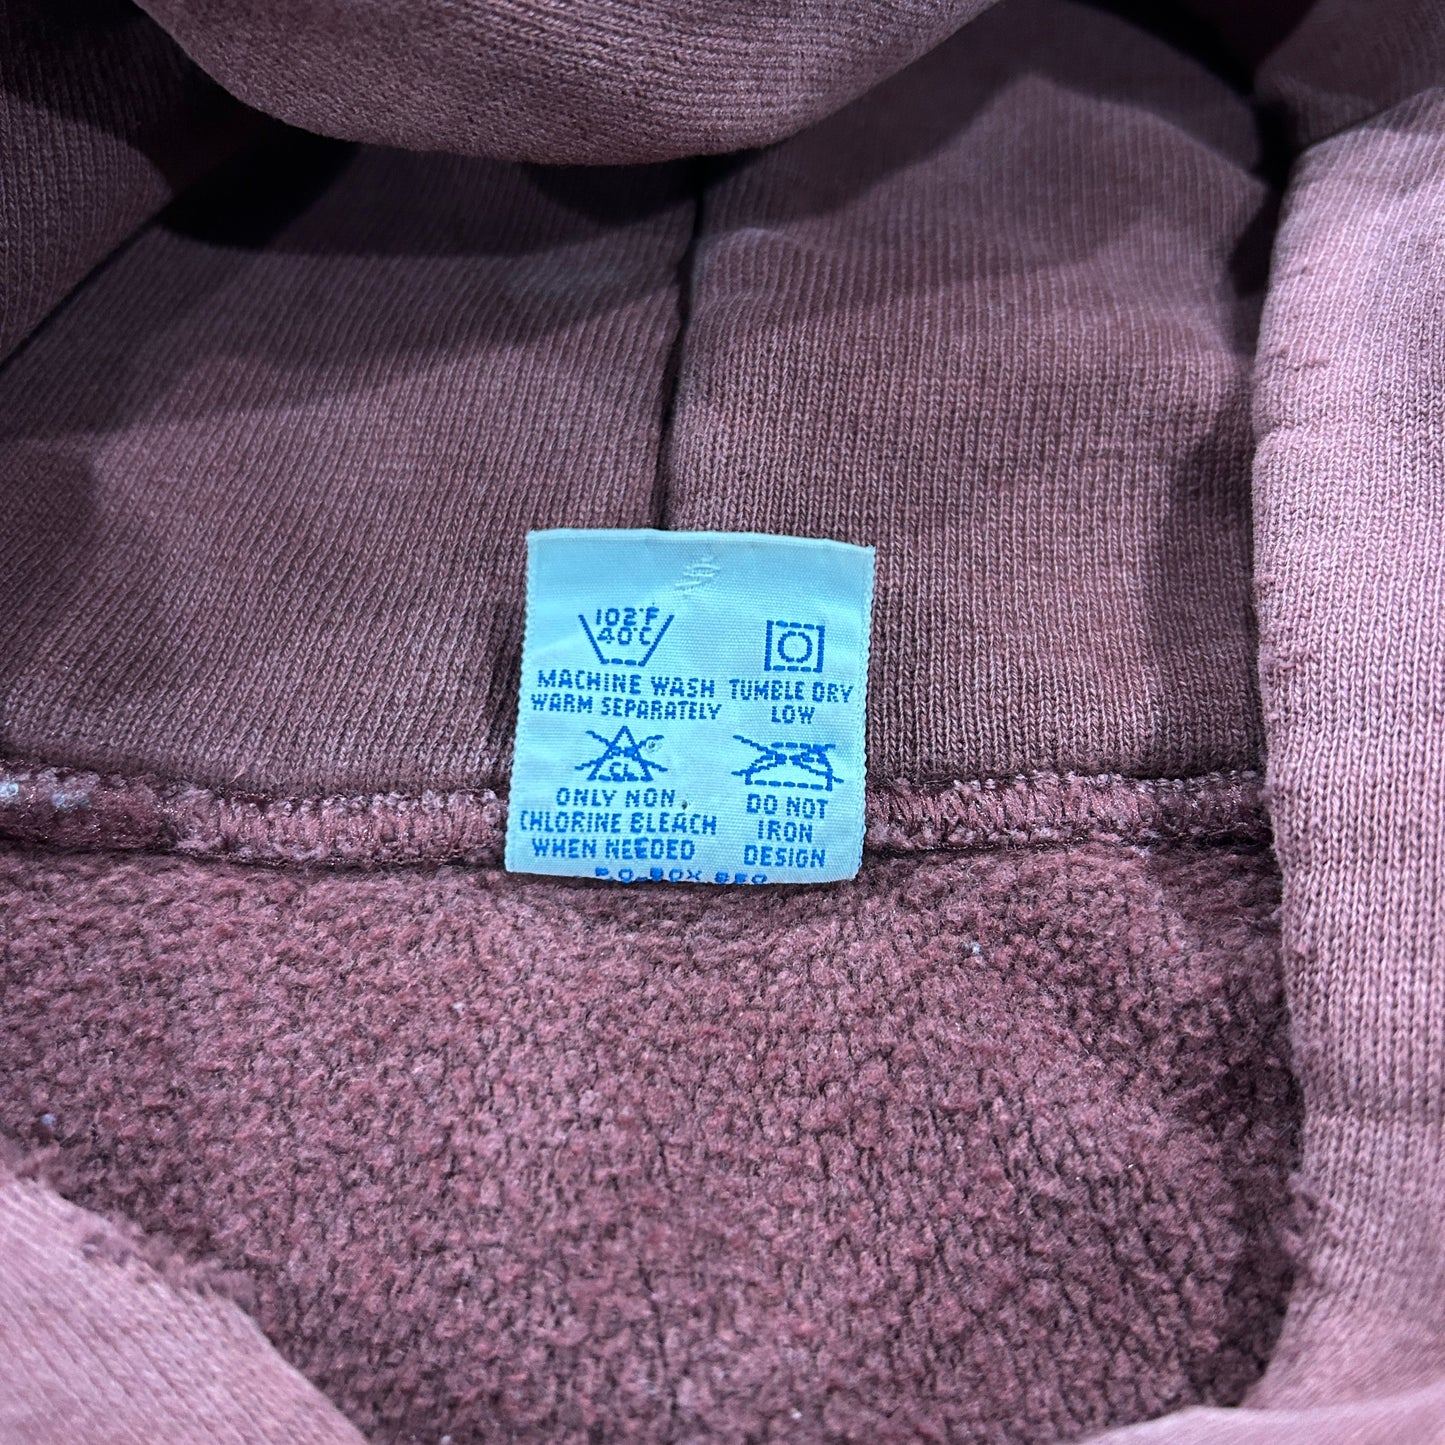 102°F
40°C
MACHINE WASH
WARM SEPARATELY
TUMBLE DRY
LOW
CL
ONLY NON
CHLORINE BLEACH
WHEN NEEDED
DO NOT
IRON
DESIGN
P.O. BOX